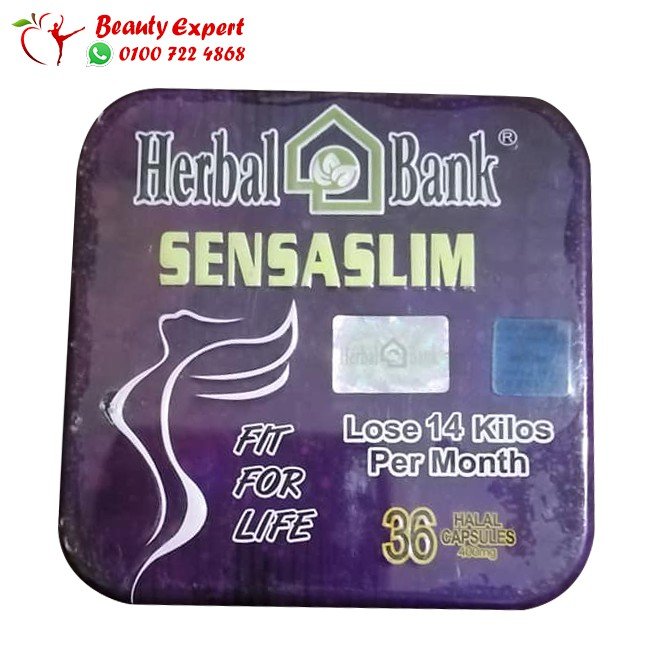 Beauty Expert
0100 722 4868
Herbal Bank ®
SENSASLIM
Herbal Bank
FIT
FOR
LIFE
Lose 14 Kilos
Per Month
36 HALAL
CAPSULES
400mg